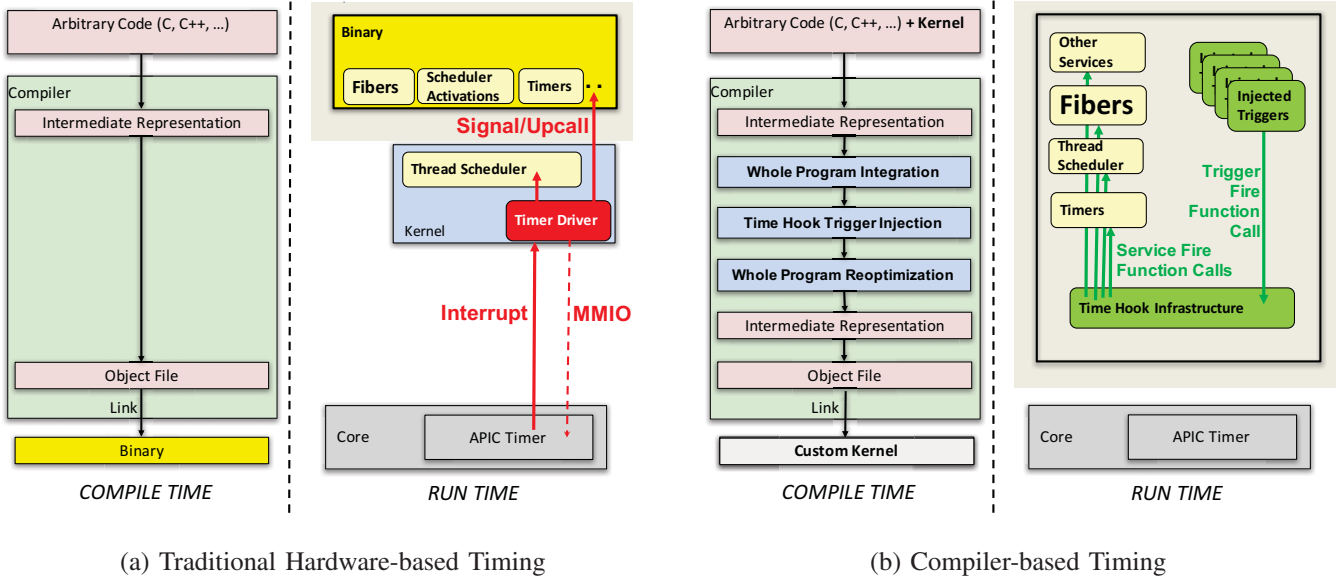 Arbitrary Code (C, C++, …)
Compiler
Intermediate Representation
Object File
Link
Binary
COMPILE TIME
Binary
Fibers
Scheduler
Activations
Timers
. .
Signal/Upcall
Thread Scheduler
Timer Driver
Kernel
Interrupt
MMIO
Core
APIC Timer
RUN TIME
(a) Traditional Hardware-based Timing
Arbitrary Code (C, C++, …) + Kernel
Compiler
Intermediate Representation
Whole Program Integration
Time Hook Trigger Injection
Whole Program Reoptimization
Intermediate Representation
Object File
Link
Custom Kernel
COMPILE TIME
Other
Services
Fibers
Thread
Scheduler
Timers
Injected
Triggers
Trigger
Fire
Function
Call
Service Fire
Function Calls
Time Hook Infrastructure
Core
APIC Timer
RUN TIME
(b) Compiler-based Timing